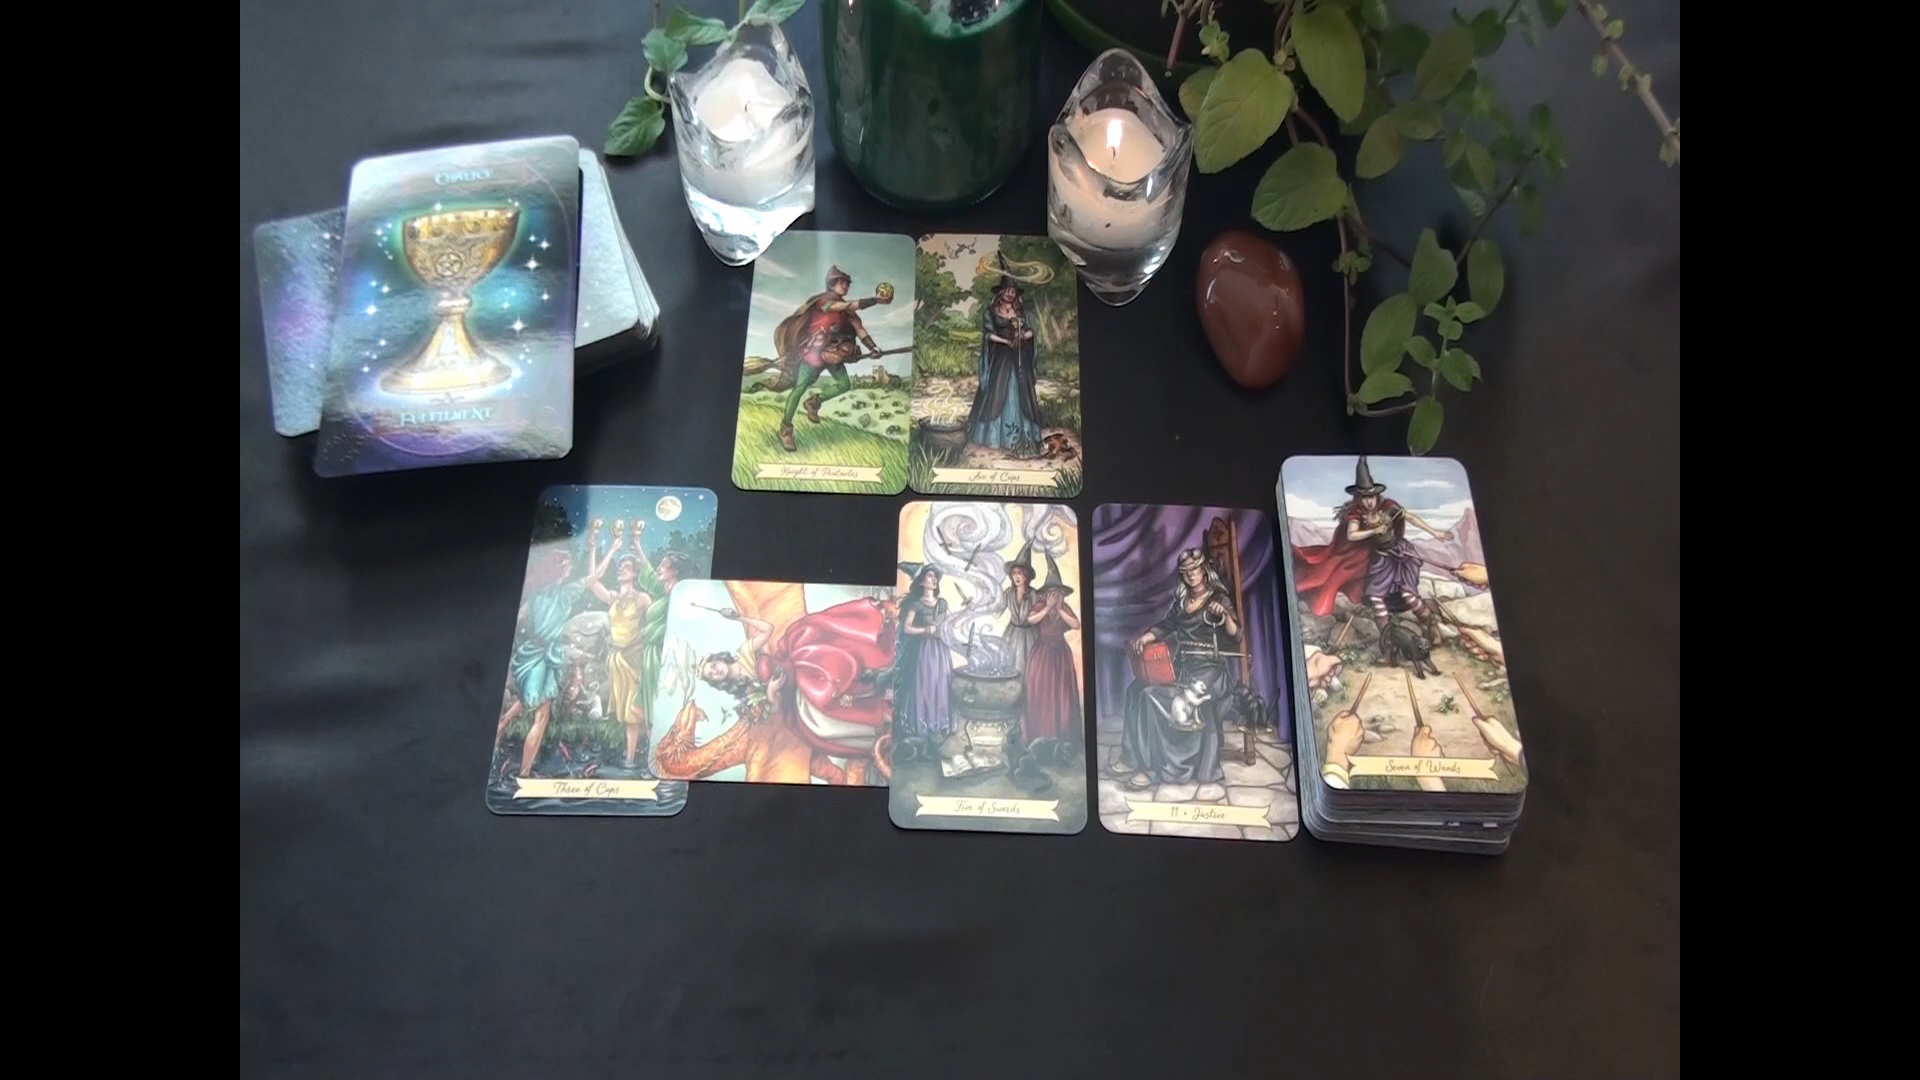 CHALICE
FULFILMENT
Knight of Pentacles
Ace of Cups
Three of Cups
Five of Swords
11 • Justice
Seven of Wands